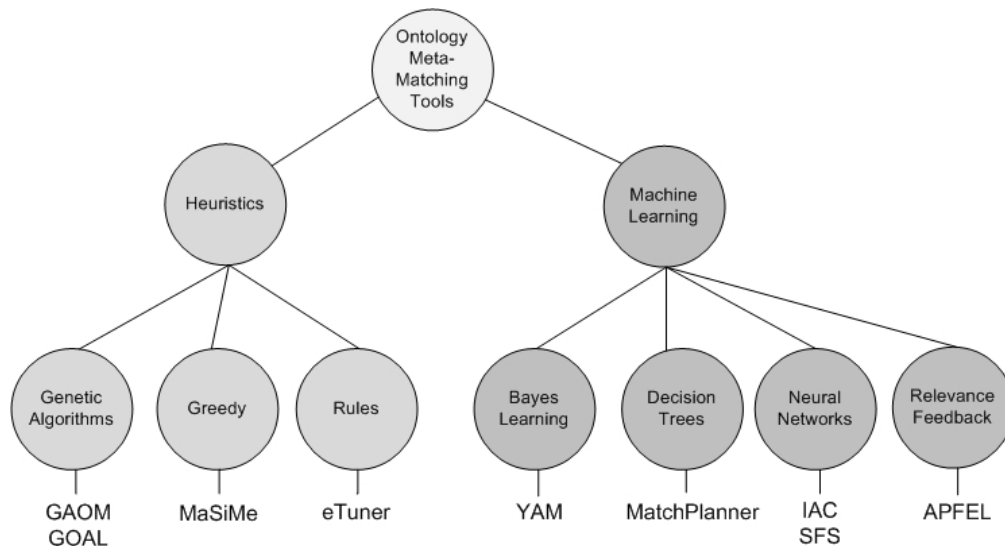 Ontology
Meta-
Matching
Tools
Heuristics
Machine
Learning
Genetic
Algorithms
Greedy
Rules
Bayes
Learning
Decision
Trees
Neural
Networks
Relevance
Feedback
GAOM
GOAL
MaSiMe
eTuner
YAM
MatchPlanner
IAC
SFS
APFEL